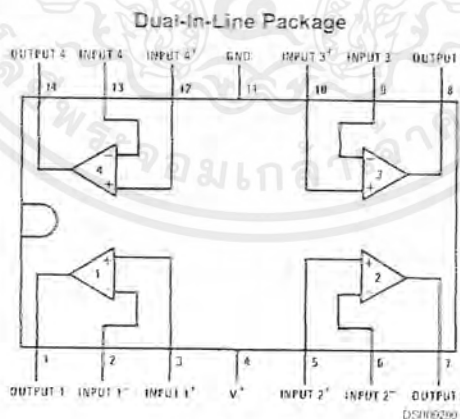 Dual-In-Line Package
OUTPUT 4 INPUT 4 INPUT 4+ GND INPUT 3+ INPUT 3 OUTPUT
14 13 12 11 10 9 8
4 − +
− + 3
1 + −
+ − 2
1 2 3 4 5 6 7
OUTPUT 1 INPUT 1− INPUT 1+ V+ INPUT 2+ INPUT 2− OUTPUT